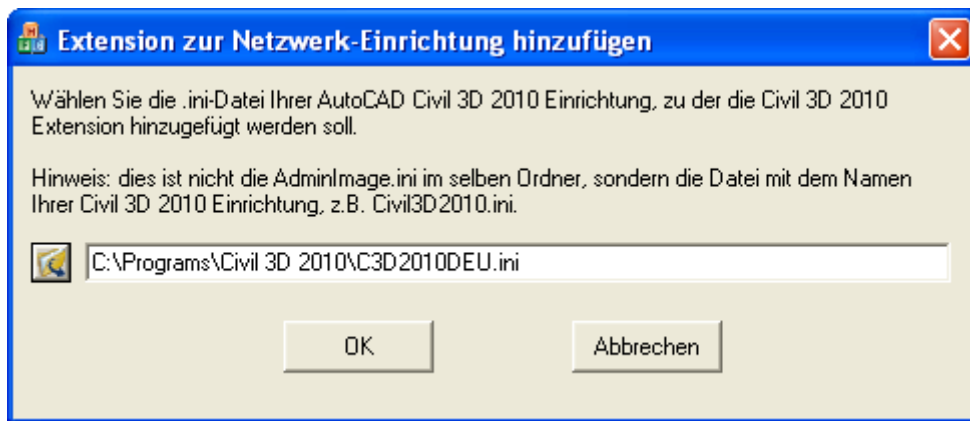 Extension zur Netzwerk-Einrichtung hinzufügen
Wählen Sie die .ini-Datei Ihrer AutoCAD Civil 3D 2010 Einrichtung, zu der die Civil 3D 2010
Extension hinzugefügt werden soll.
Hinweis: dies ist nicht die AdminImage.ini im selben Ordner, sondern die Datei mit dem Namen
Ihrer Civil 3D 2010 Einrichtung, z.B. Civil3D2010.ini.
C:\Programs\Civil 3D 2010\C3D2010DEU.ini
OK
Abbrechen